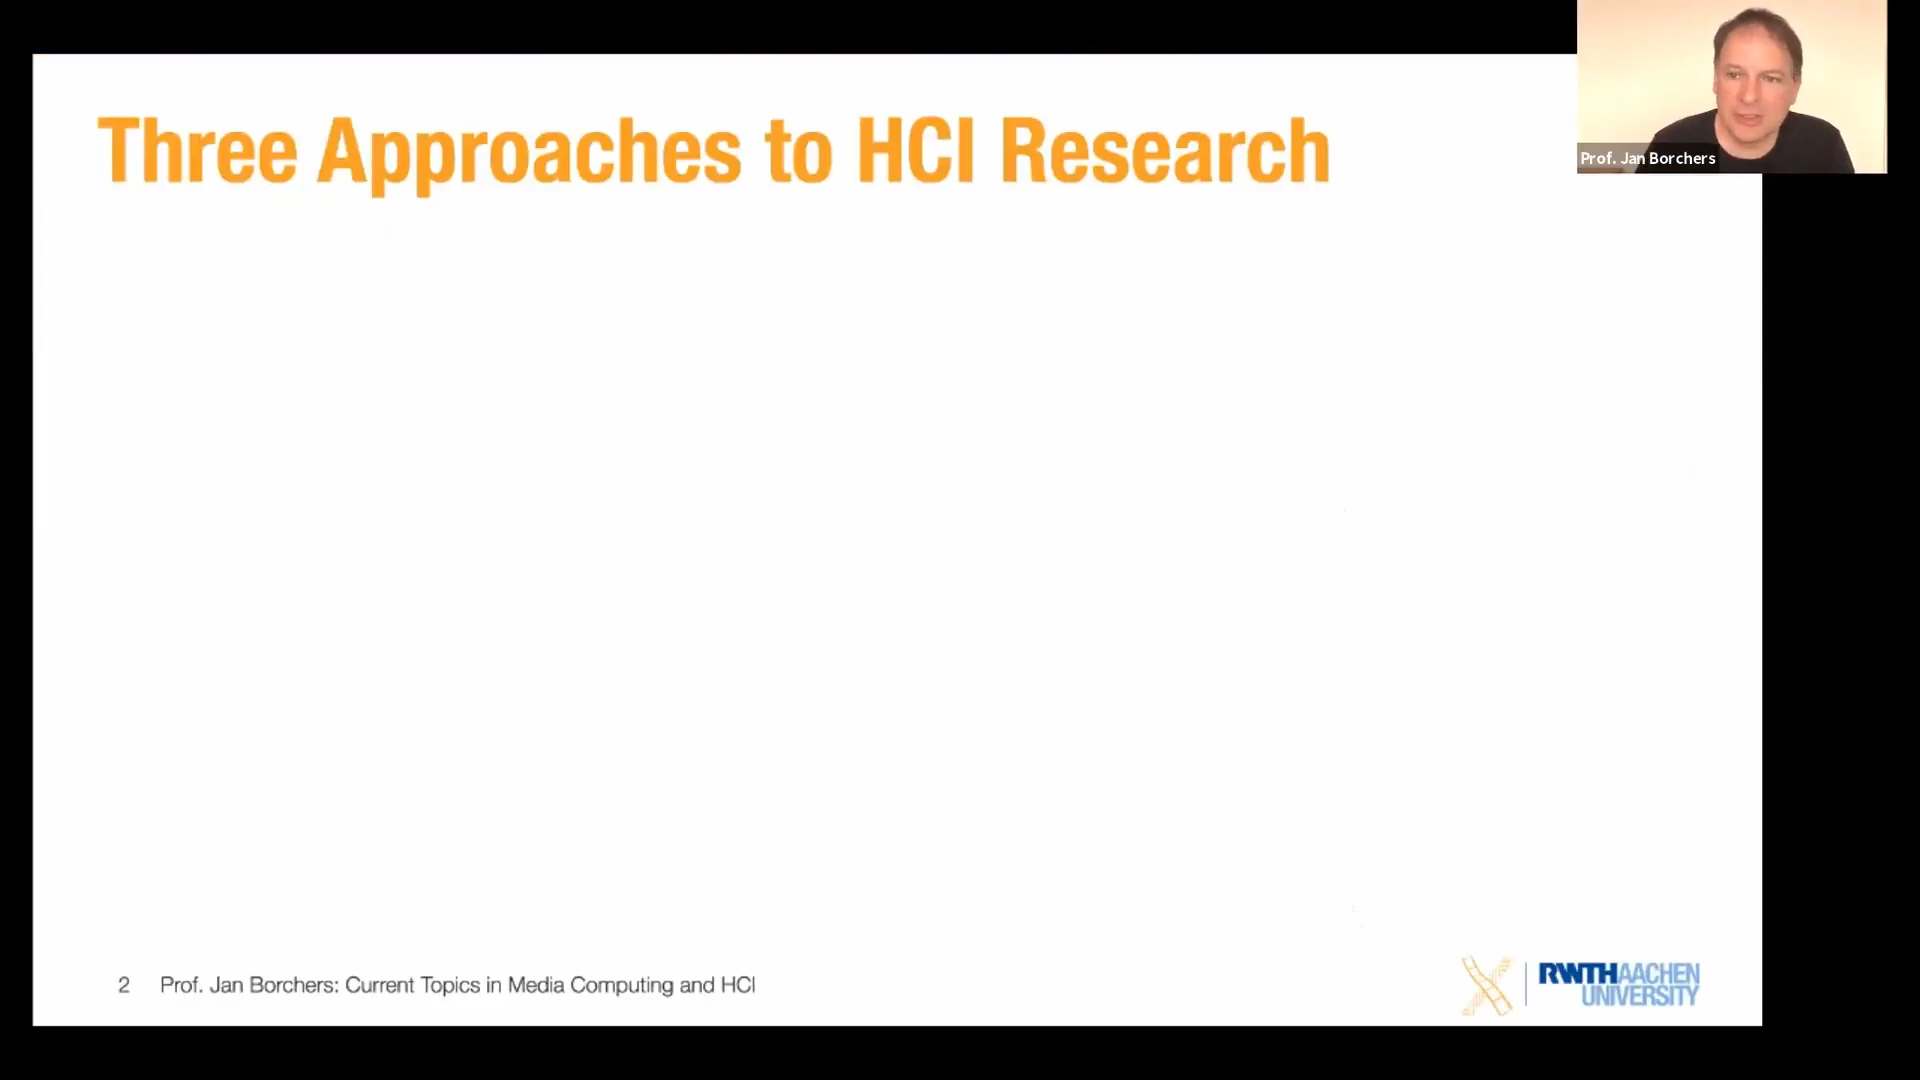 Three Approaches to HCI Research
Prof. Jan Borchers
2 Prof. Jan Borchers: Current Topics in Media Computing and HCI
RWTHAACHEN
UNIVERSITY